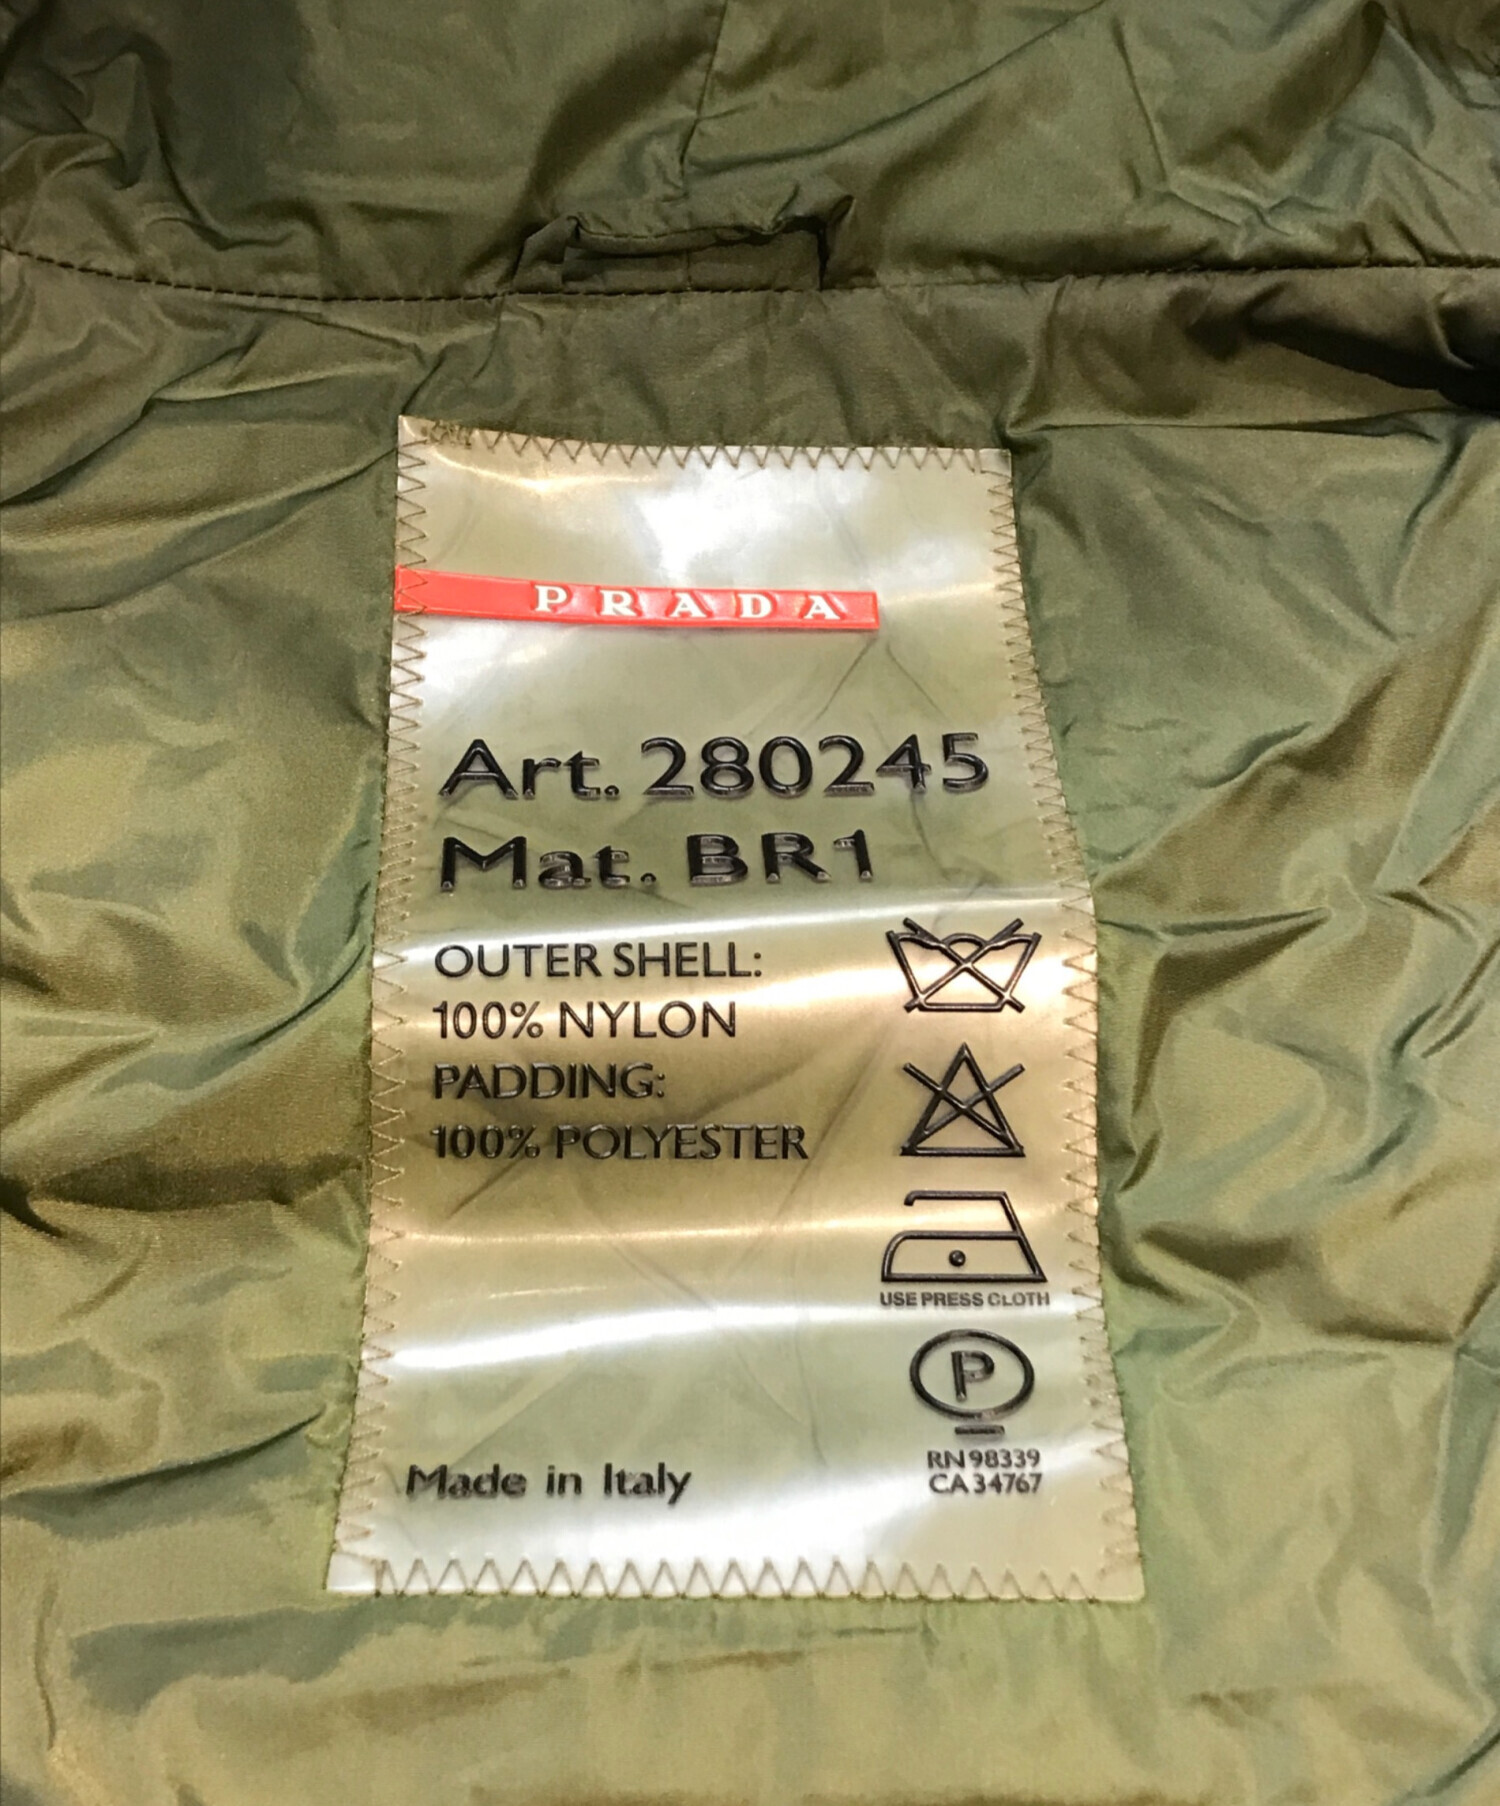 PRADA
Art. 280245
Mat. BR1
OUTER SHELL:
100% NYLON
PADDING:
100% POLYESTER
USE PRESS CLOTH
P
RN 98339
CA 34767
Made in Italy